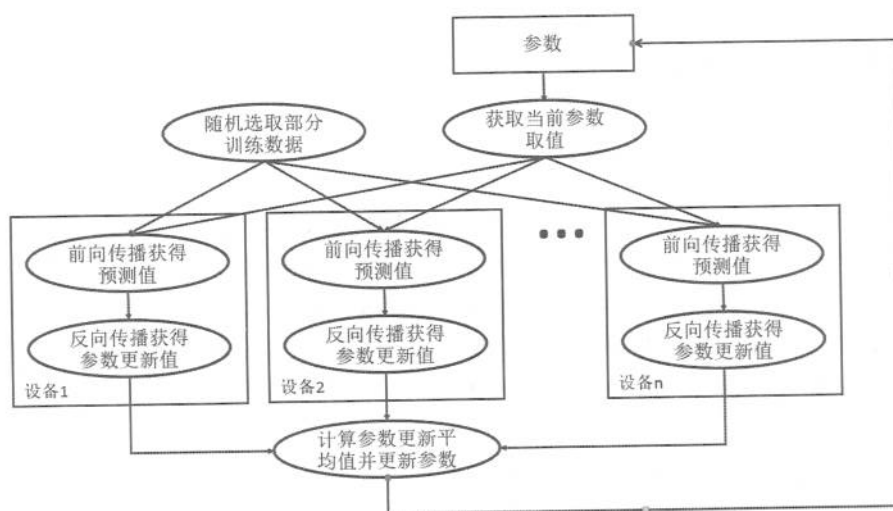 参数
随机选取部分
训练数据
获取当前参数
取值
前向传播获得
预测值
反向传播获得
参数更新值
设备1
前向传播获得
预测值
反向传播获得
参数更新值
设备2
前向传播获得
预测值
反向传播获得
参数更新值
设备n
计算参数更新平
均值并更新参数